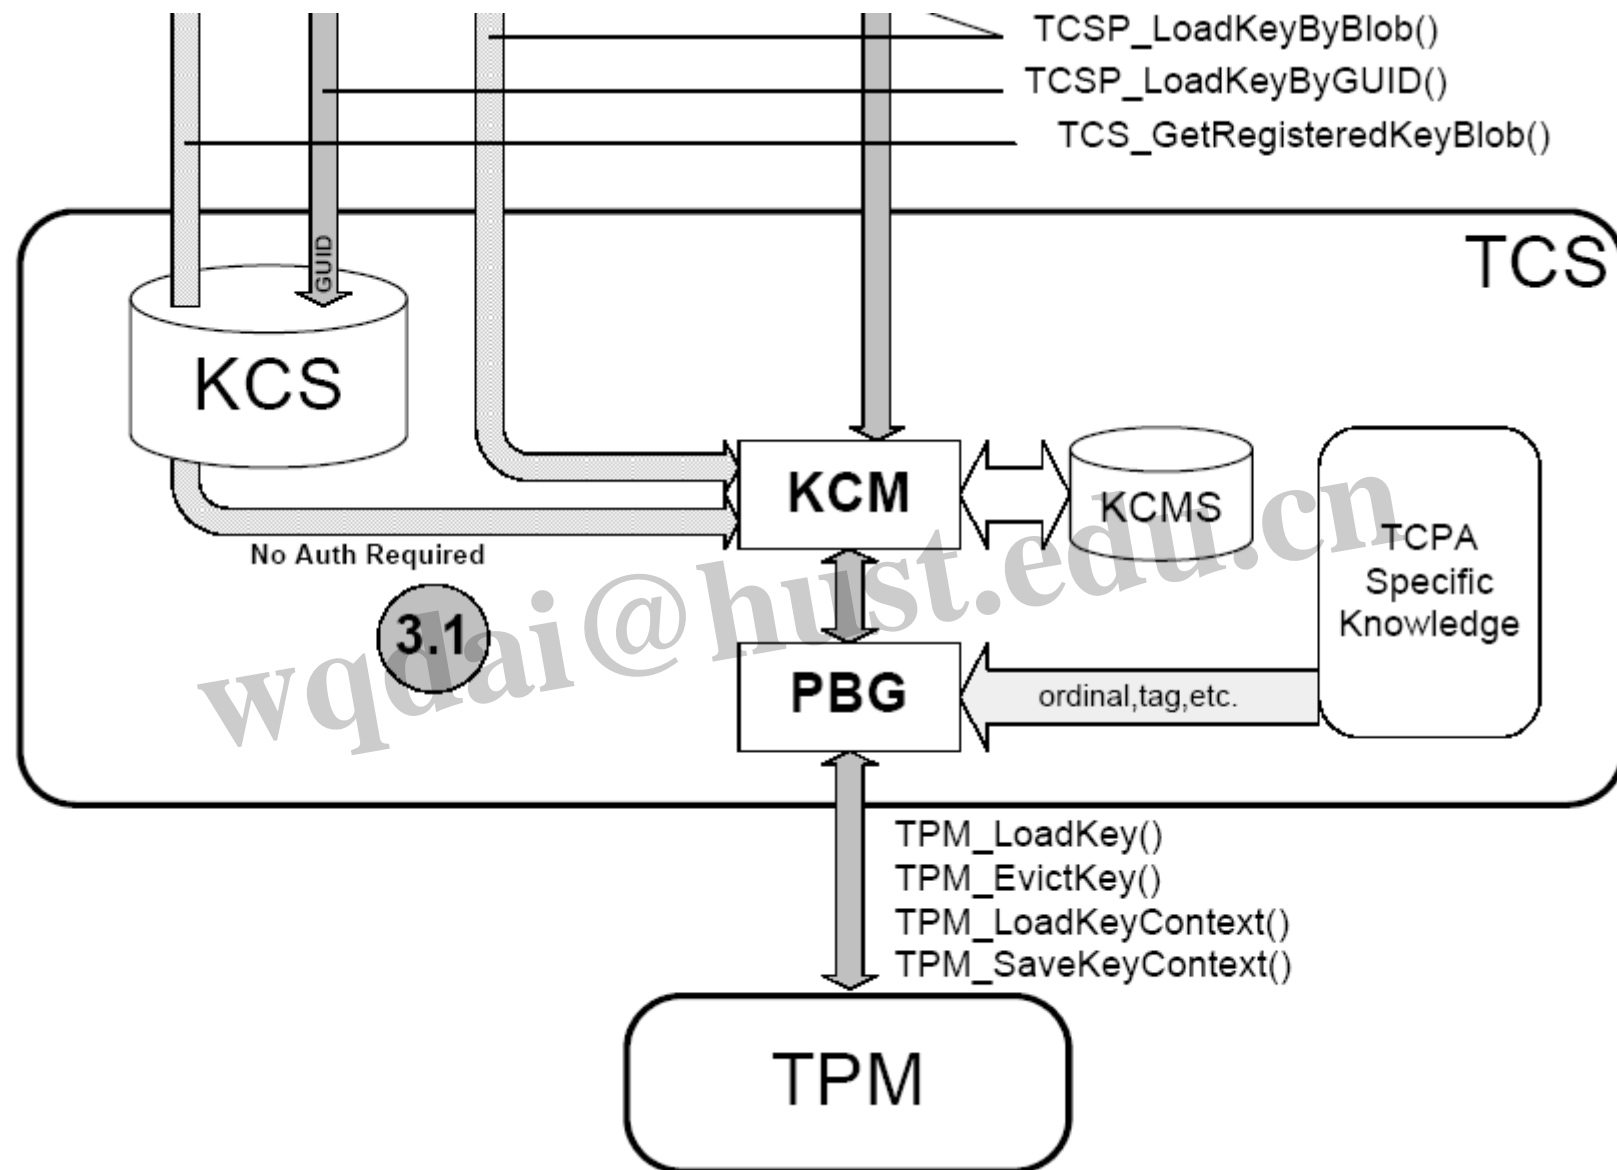 TCSP_LoadKeyByBlob()
TCSP_LoadKeyByGUID()
TCS_GetRegisteredKeyBlob()
TCS
GUID
KCS
KCM
KCMS
TCPA
Specific
Knowledge
No Auth Required
3.1
PBG
ordinal,tag,etc.
wqdai@hust.edu.cn
TPM_LoadKey()
TPM_EvictKey()
TPM_LoadKeyContext()
TPM_SaveKeyContext()
TPM